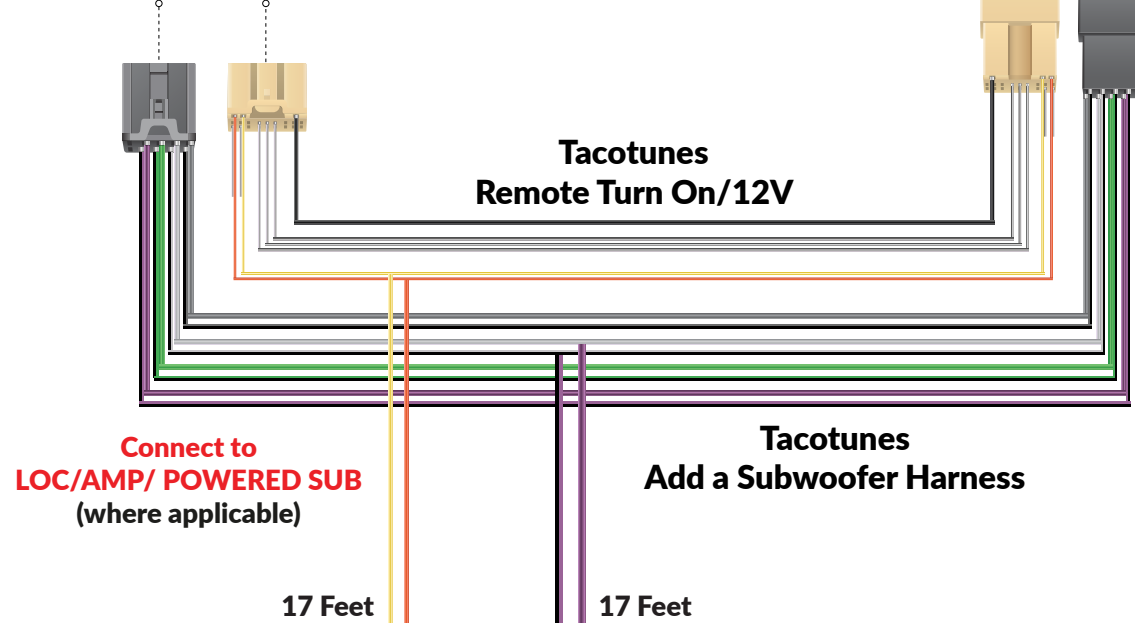 Tacotunes
Remote Turn On/12V
Connect to
LOC/AMP/ POWERED SUB
(where applicable)
Tacotunes
Add a Subwoofer Harness
17 Feet
17 Feet